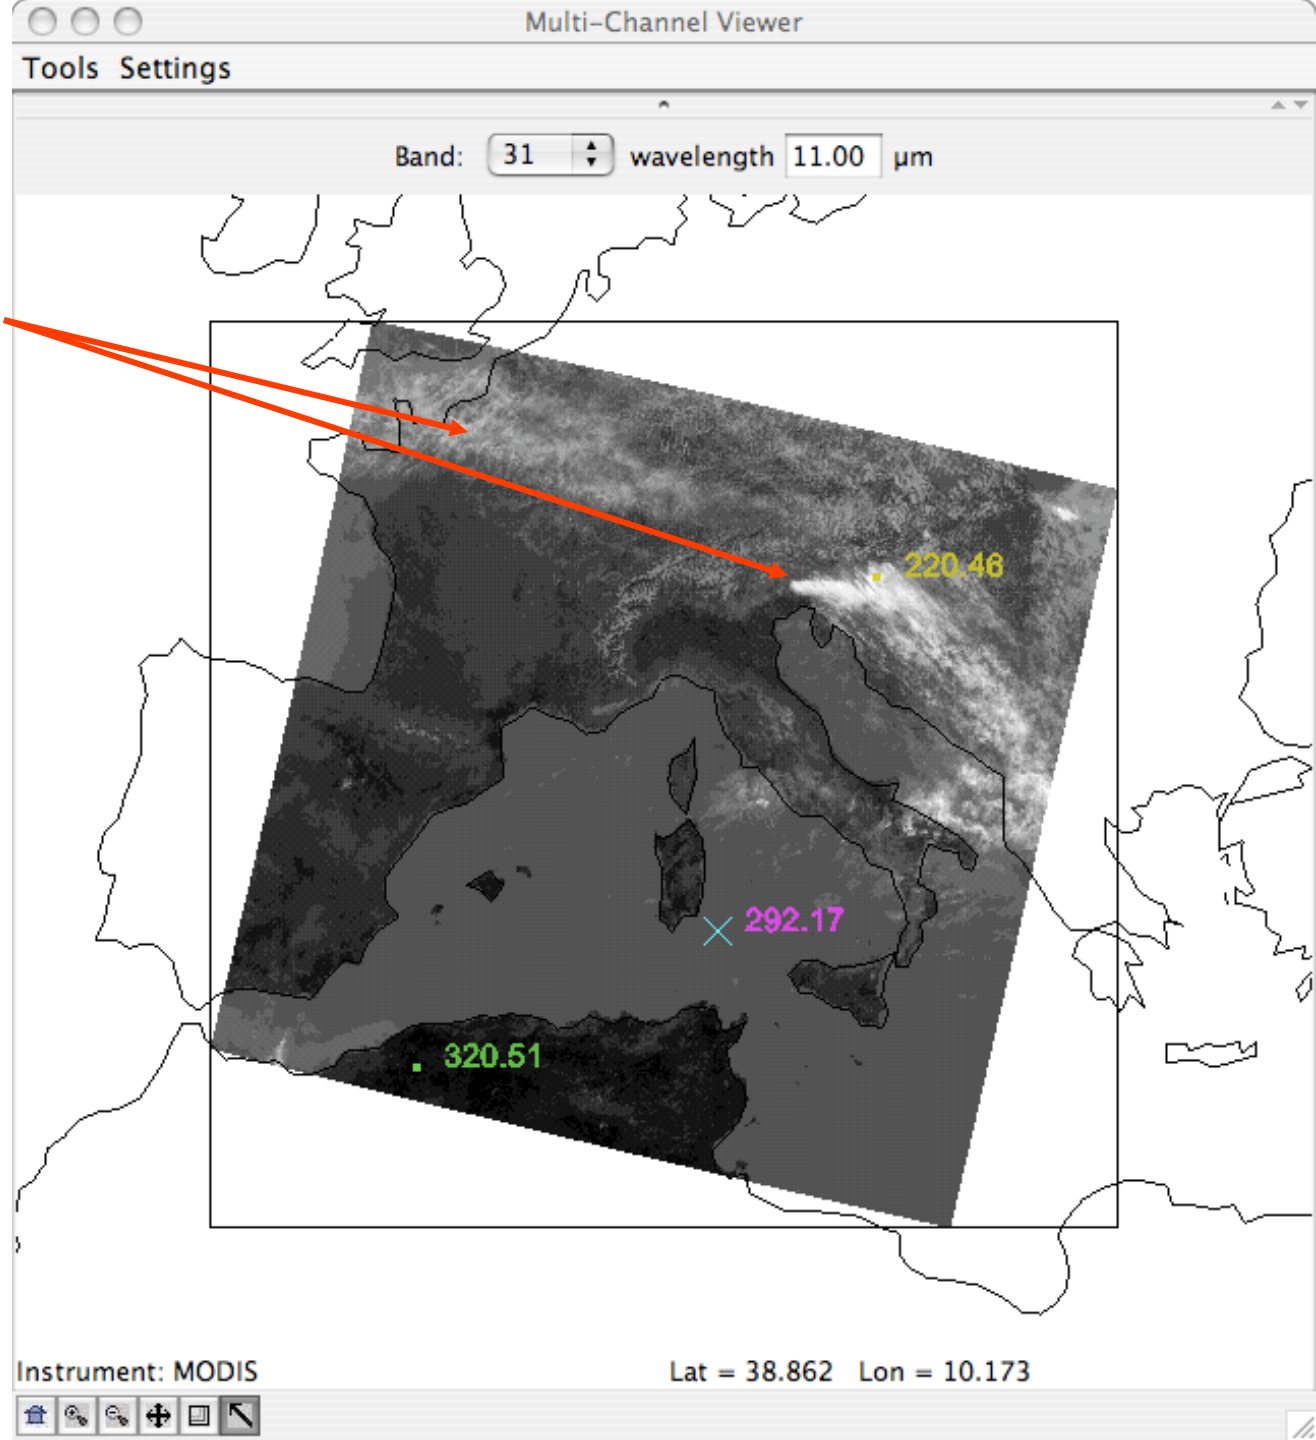 Multi-Channel Viewer
Tools Settings
Band: 31 wavelength 11.00 µm
220.46
292.17
320.51
Instrument: MODIS Lat = 38.862 Lon = 10.173